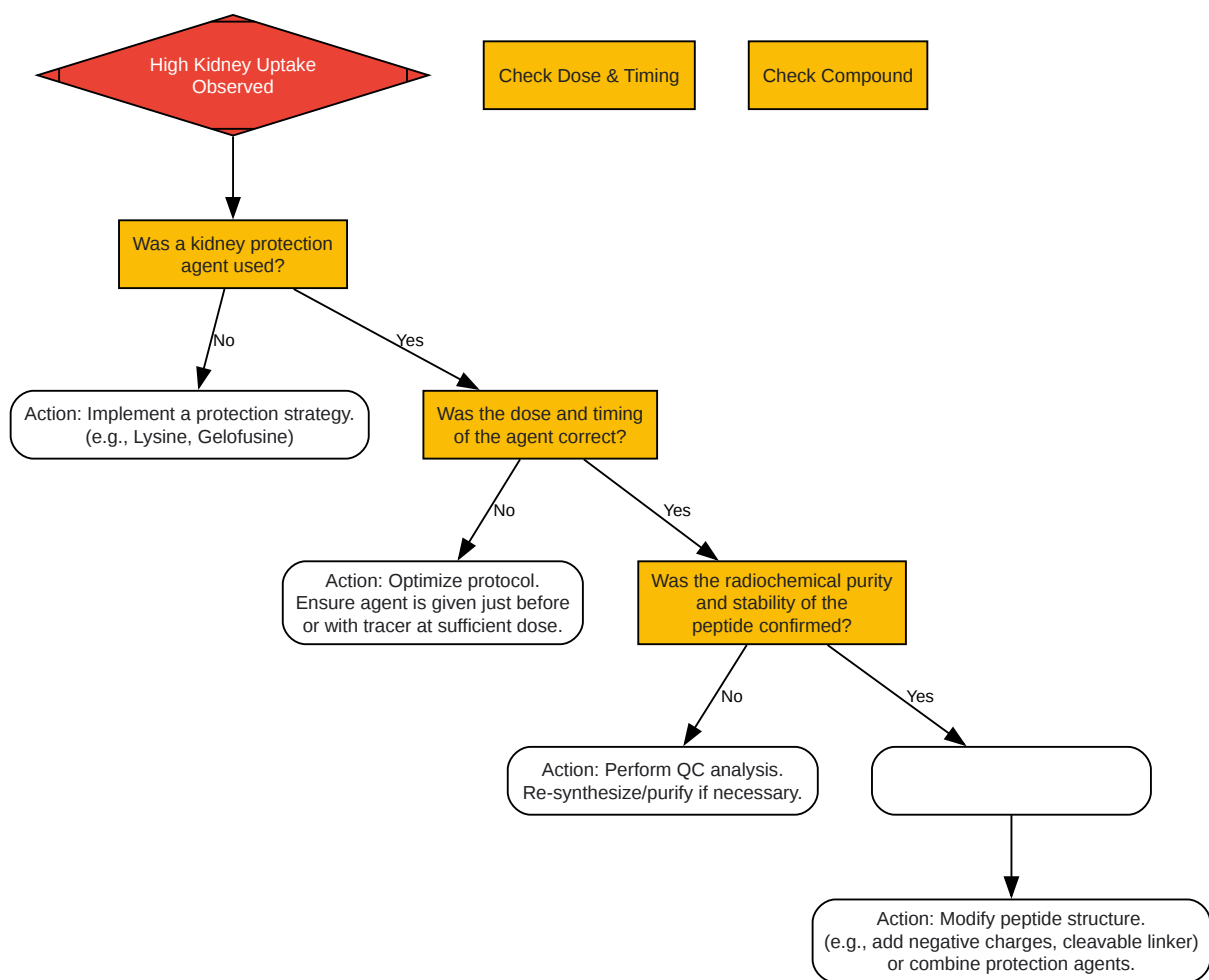 High Kidney Uptake
Observed
Check Dose & Timing
Check Compound
Was a kidney protection
agent used?
No
Yes
Action: Implement a protection strategy.
(e.g., Lysine, Gelofusine)
Was the dose and timing
of the agent correct?
No
Yes
Action: Optimize protocol.
Ensure agent is given just before
or with tracer at sufficient dose.
Was the radiochemical purity
and stability of the
peptide confirmed?
No
Yes
Action: Perform QC analysis.
Re-synthesize/purify if necessary.
Action: Modify peptide structure.
(e.g., add negative charges, cleavable linker)
or combine protection agents.